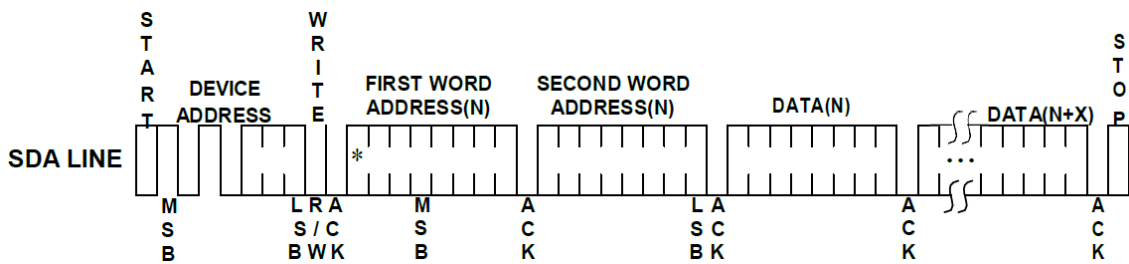 START
WRITE
STOP
DEVICE
ADDRESS
FIRST WORD
ADDRESS(N)
SECOND WORD
ADDRESS(N)
DATA(N)
DATA(N+X)
SDA LINE
*
...
MSB
LSB
R/W
ACK
MSB
ACK
LSB
ACK
ACK
ACK